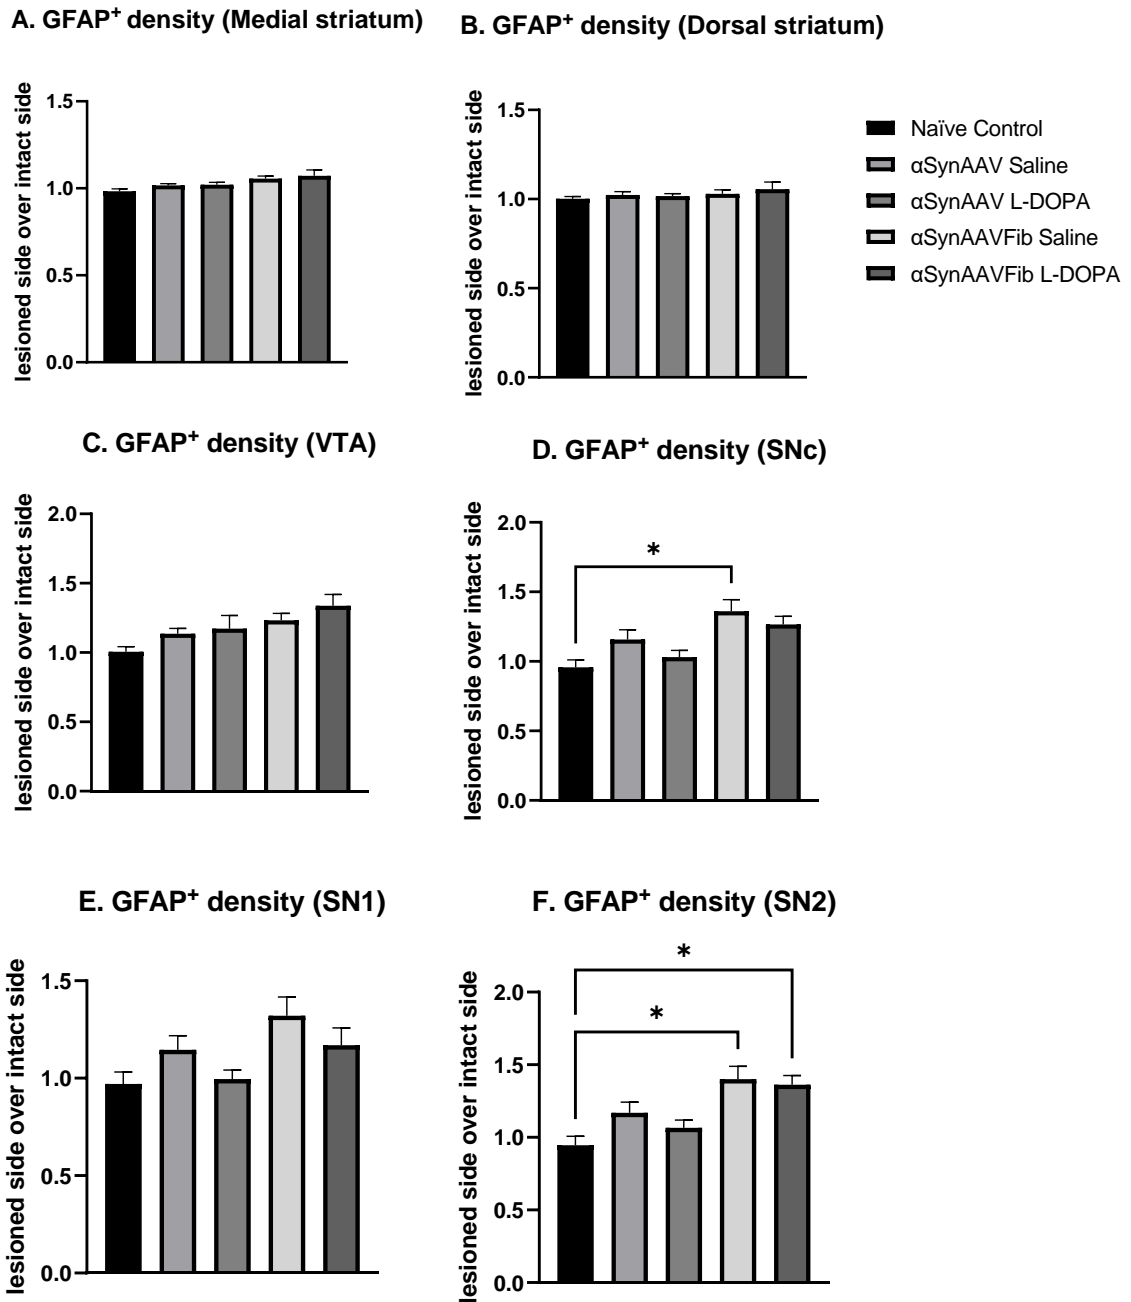 A. GFAP+ density (Medial striatum)
B. GFAP+ density (Dorsal striatum)
lesioned side over intact side
1.5
1.0
0.5
0.0
lesioned side over intact side
1.5
1.0
0.5
0.0
Naïve Control
αSynAAV Saline
αSynAAV L-DOPA
αSynAAVFib Saline
αSynAAVFib L-DOPA
C. GFAP+ density (VTA)
D. GFAP+ density (SNc)
lesioned side over intact side
2.0
1.5
1.0
0.5
0.0
lesioned side over intact side
2.0
1.5
1.0
0.5
0.0
*
E. GFAP+ density (SN1)
F. GFAP+ density (SN2)
lesioned side over intact side
1.5
1.0
0.5
0.0
lesioned side over intact side
2.0
1.5
1.0
0.5
0.0
*
*